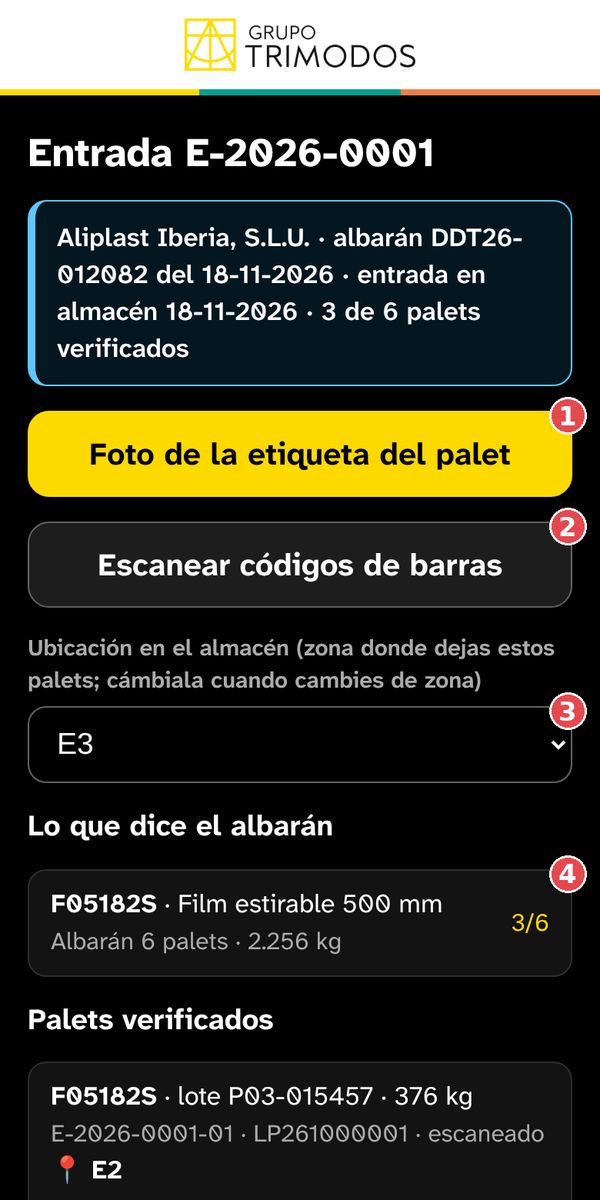 GRUPO
TRIMODOS
Entrada E-2026-0001
Aliplast Iberia, S.L.U. · albarán DDT26-
012082 del 18-11-2026 · entrada en
almacén 18-11-2026 · 3 de 6 palets
verificados
1
Foto de la etiqueta del palet
2
Escanear códigos de barras
Ubicación en el almacén (zona donde dejas estos
palets; cámbiala cuando cambies de zona)
3
E3
Lo que dice el albarán
4
F05182S · Film estirable 500 mm
Albarán 6 palets · 2.256 kg
3/6
Palets verificados
F05182S · lote P03-015457 · 376 kg
E-2026-0001-01 · LP261000001 · escaneado
📍 E2